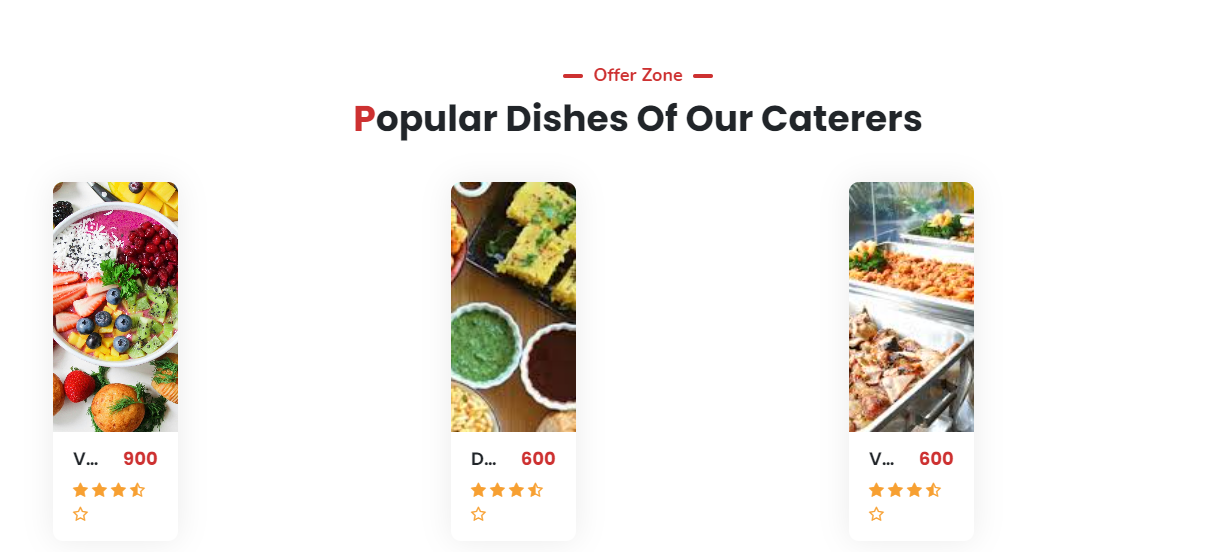 Offer Zone
Popular Dishes Of Our Caterers
V... 900
D... 600
V... 600